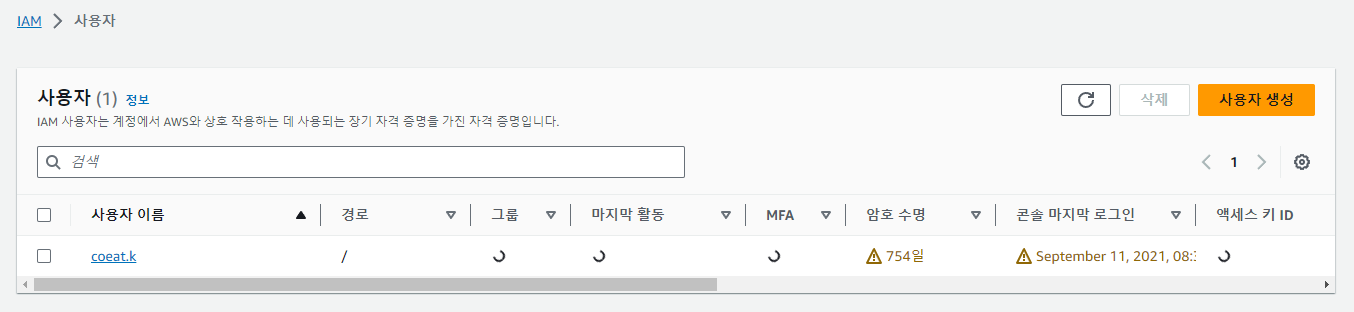 IAM > 사용자
사용자 (1) 정보
삭제
사용자 생성
IAM 사용자는 계정에서 AWS와 상호 작용하는 데 사용되는 장기 자격 증명을 가진 자격 증명입니다.
검색
1
사용자 이름 경로 그룹 마지막 활동 MFA 암호 수명 콘솔 마지막 로그인 액세스 키 ID
coeat.k / 754일 September 11, 2021, 08:3